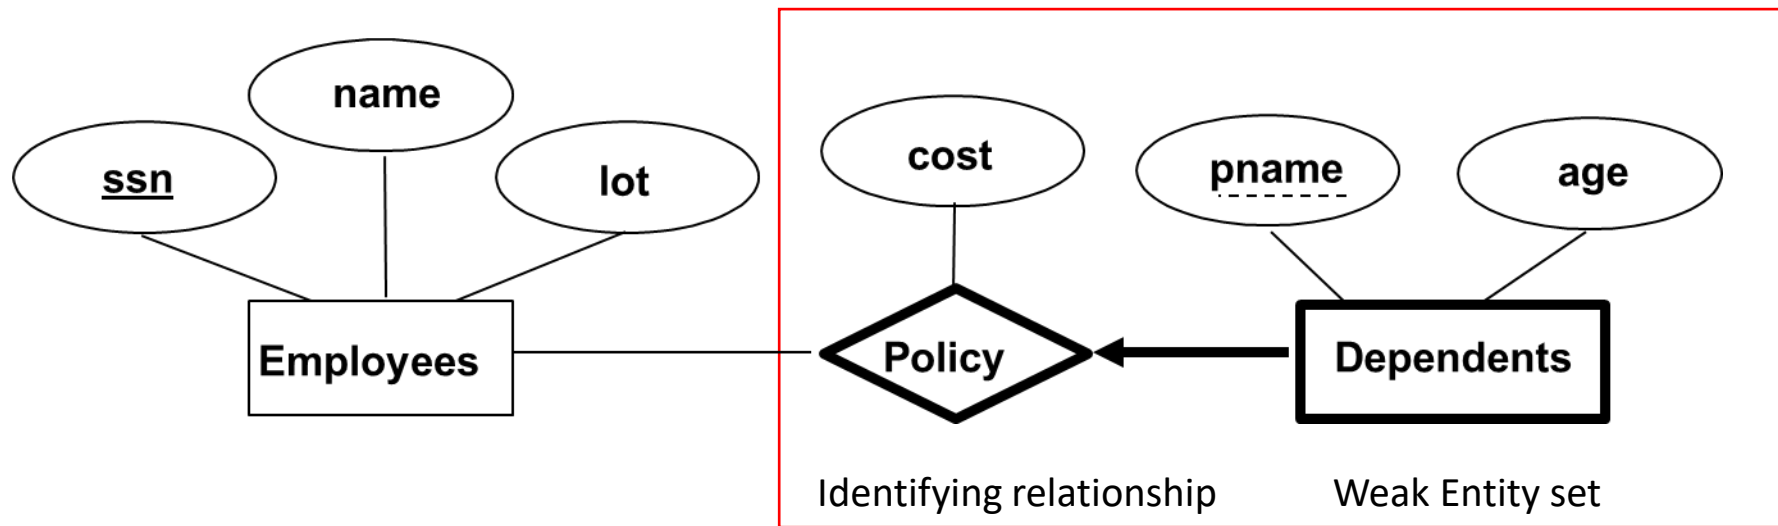 name
ssn
lot
cost
pname
age
Employees
Policy
Dependents
Identifying relationship
Weak Entity set